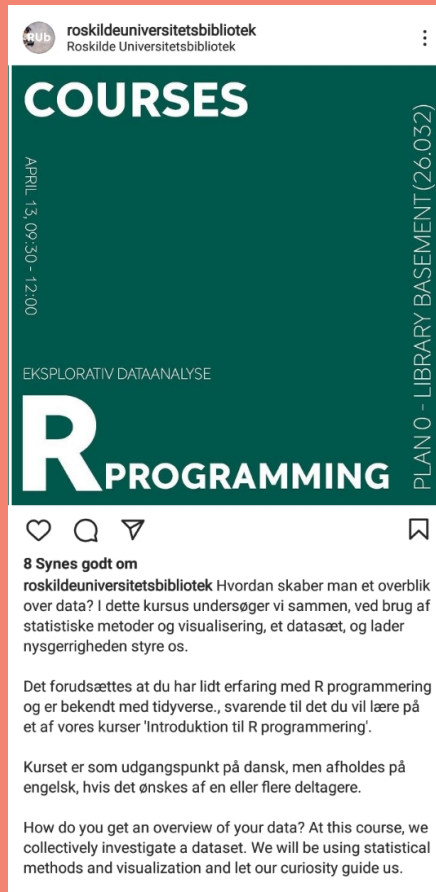 RUb
roskildeuniversitetsbibliotek
Roskilde Universitetsbibliotek
COURSES
APRIL 13, 09:30 - 12:00
PLAN 0 - LIBRARY BASEMENT (26.032)
EKSPLORATIV DATAANALYSE
R PROGRAMMING
8 Synes godt om
roskildeuniversitetsbibliotek Hvordan skaber man et overblik
over data? I dette kursus undersøger vi sammen, ved brug af
statistiske metoder og visualisering, et datasæt, og lader
nysgerrigheden styre os.
Det forudsættes at du har lidt erfaring med R programmering
og er bekendt med tidyverse., svarende til det du vil lære på
et af vores kurser 'Introduktion til R programmering'.
Kurset er som udgangspunkt på dansk, men afholdes på
engelsk, hvis det ønskes af en eller flere deltagere.
How do you get an overview of your data? At this course, we
collectively investigate a dataset. We will be using statistical
methods and visualization and let our curiosity guide us.